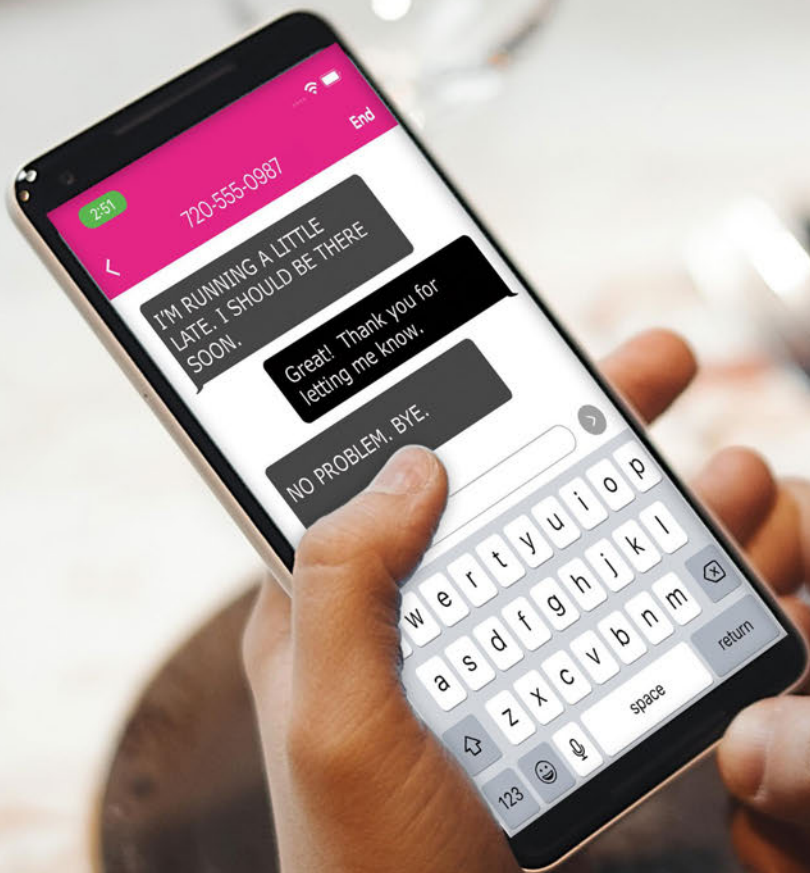 2:51
End
720-555-0987
I'M RUNNING A LITTLE
LATE. I SHOULD BE THERE
SOON.
Great! Thank you for
letting me know.
NO PROBLEM. BYE.
w e r t y u i o p
a s d f g h j k l
z x c v b n m
123 space return